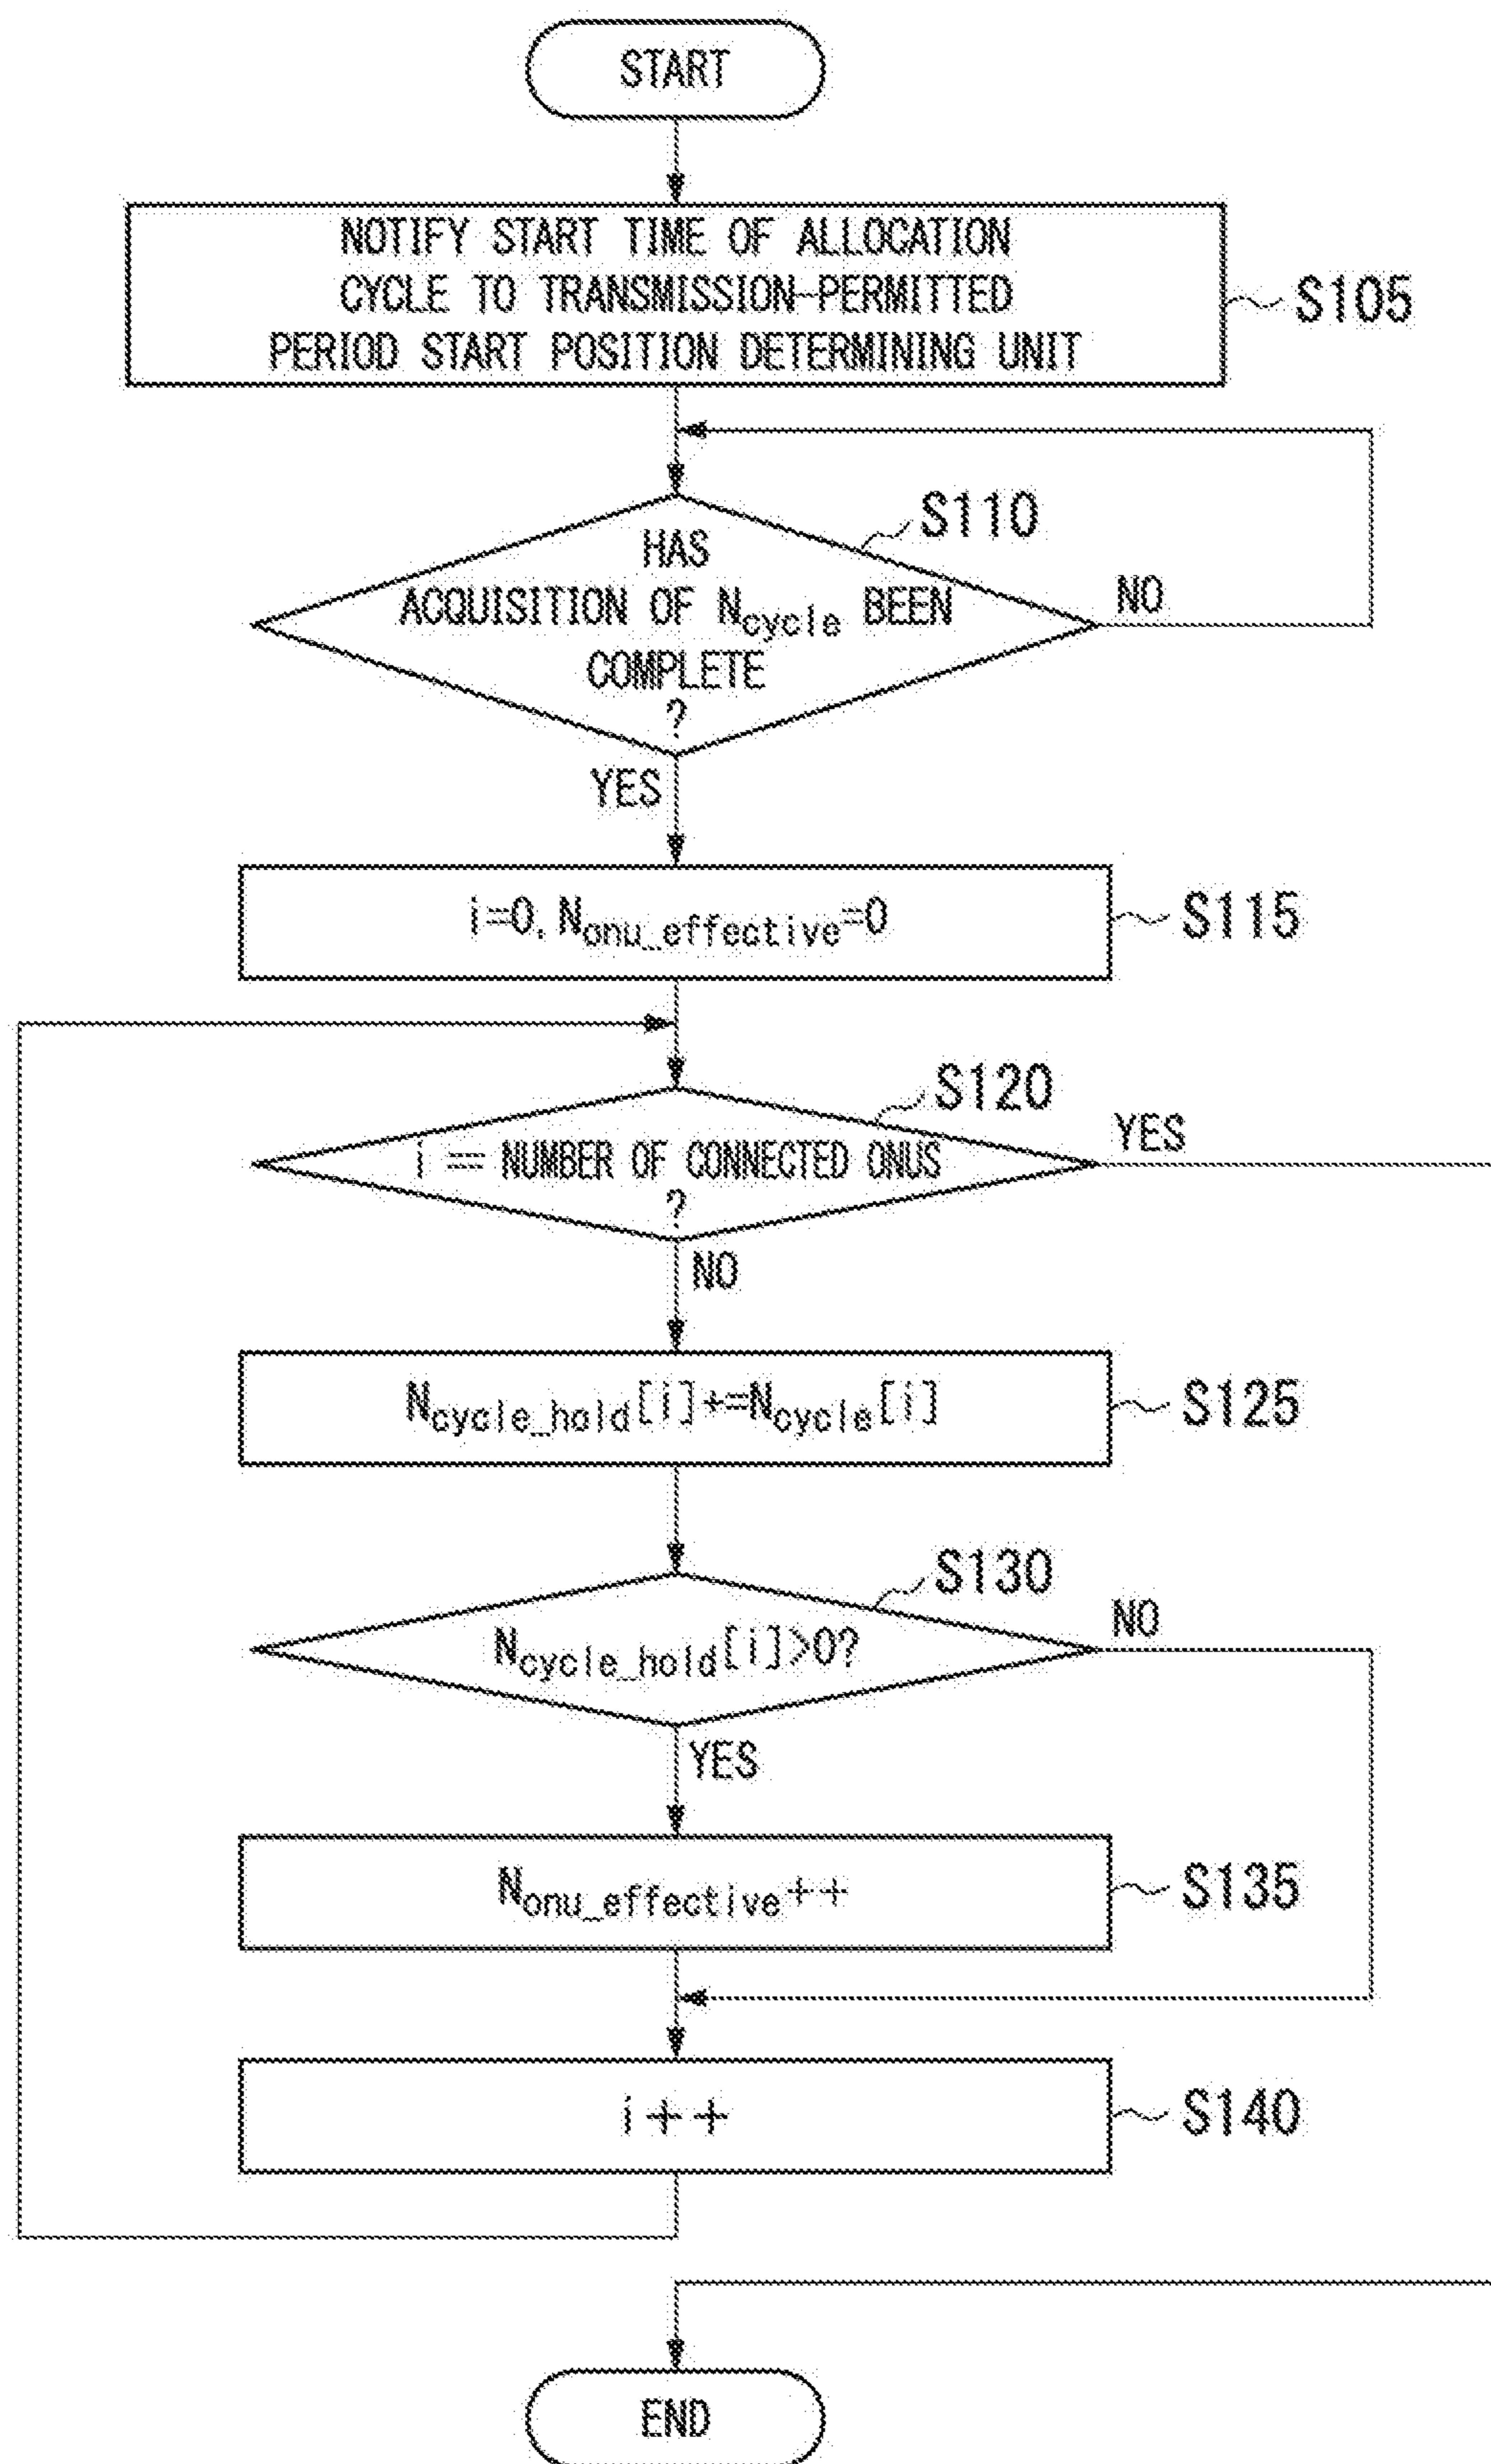 START
NOTIFY START TIME OF ALLOCATION
CYCLE TO TRANSMISSION-PERMITTED
PERIOD START POSITION DETERMINING UNIT
S105
S110
HAS
ACQUISITION OF Ncycle BEEN
COMPLETE
?
NO
YES
i=0, Nonu_effective=0
S115
S120
i == NUMBER OF CONNECTED ONUS
?
YES
NO
Ncycle_hold[i]+=Ncycle[i]
S125
S130
Ncycle_hold[i]>0?
NO
YES
Nonu_effective++
S135
i++
S140
END